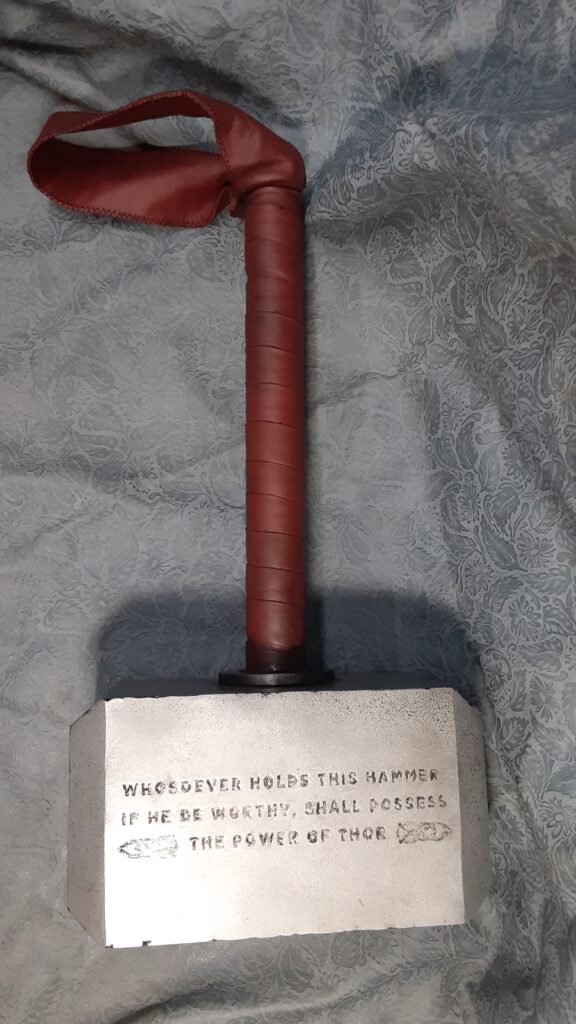 WHOSOEVER HOLDS THIS HAMMER
IF HE BE WORTHY, SHALL POSSESS
THE POWER OF THOR